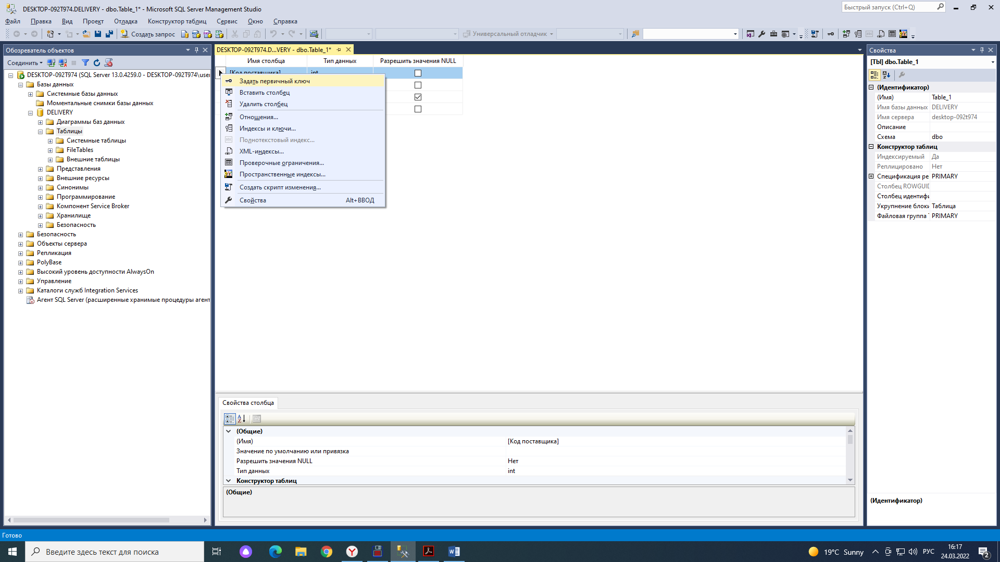 DESKTOP-092T974.DELIVERY - dbo.Table_1* - Microsoft SQL Server Management Studio
Быстрый запуск (Ctrl+Q)
Файл Правка Вид Проект Отладка Конструктор таблиц Сервис Окно Справка
Создать запрос
Универсальный отладчик
Обозреватель объектов
Соединить
DESKTOP-092T974 (SQL Server 13.0.4259.0 - DESKTOP-092T974\user
Базы данных
Системные базы данных
Моментальные снимки базы данных
DELIVERY
Диаграммы баз данных
Таблицы
Системные таблицы
FileTables
Внешние таблицы
Представления
Внешние ресурсы
Синонимы
Программирование
Компонент Service Broker
Хранилище
Безопасность
Безопасность
Объекты сервера
Репликация
PolyBase
Высокий уровень доступности AlwaysOn
Управление
Каталоги служб Integration Services
Агент SQL Server (расширенные хранимые процедуры агент
DESKTOP-092T974.D...VERY - dbo.Table_1*
Имя столбца Тип данных Разрешить значения NULL
[Код поставщика] int
Задать первичный ключ
Вставить столбец
Удалить столбец
Отношения...
Индексы и ключи...
Полнотекстовый индекс...
XML-индексы...
Проверочные ограничения...
Пространственные индексы...
Создать скрипт изменения...
Свойства Alt+ВВОД
Свойства столбца
(Общие)
(Имя) [Код поставщика]
Значение по умолчанию или привязка
Разрешить значения NULL Нет
Тип данных int
Конструктор таблиц
(Общие)
Свойства
[Tbl] dbo.Table_1
(Идентификатор)
(Имя) Table_1
Имя базы данных DELIVERY
Имя сервера desktop-092t974
Описание
Схема dbo
Конструктор таблиц
Индексируемый Да
Реплицировано Нет
Спецификация ре PRIMARY
Столбец ROWGUID
Столбец идентифи
Укрупнение блоки Таблица
Файловая группа PRIMARY
(Идентификатор)
Готово
Введите здесь текст для поиска
19°C Sunny
РУС
16:17
24.03.2022
2